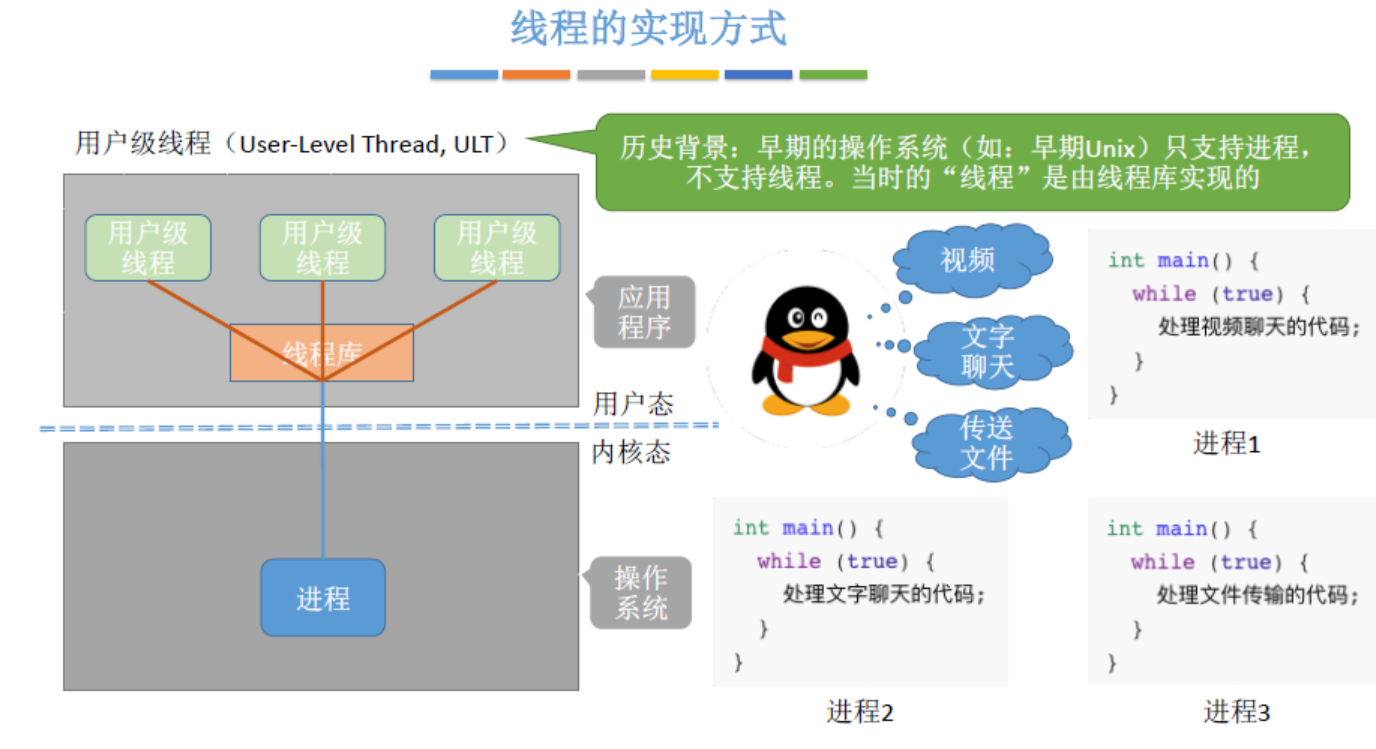 线程的实现方式
用户级线程（User-Level Thread, ULT）
历史背景：早期的操作系统（如：早期Unix）只支持进程，
不支持线程。当时的“线程”是由线程库实现的
用户级
线程
用户级
线程
用户级
线程
线程库
应用
程序
用户态
内核态
进程
操作
系统
视频
文字
聊天
传送
文件
int main() {
while (true) {
处理视频聊天的代码;
}
}
进程1
int main() {
while (true) {
处理文字聊天的代码;
}
}
进程2
int main() {
while (true) {
处理文件传输的代码;
}
}
进程3